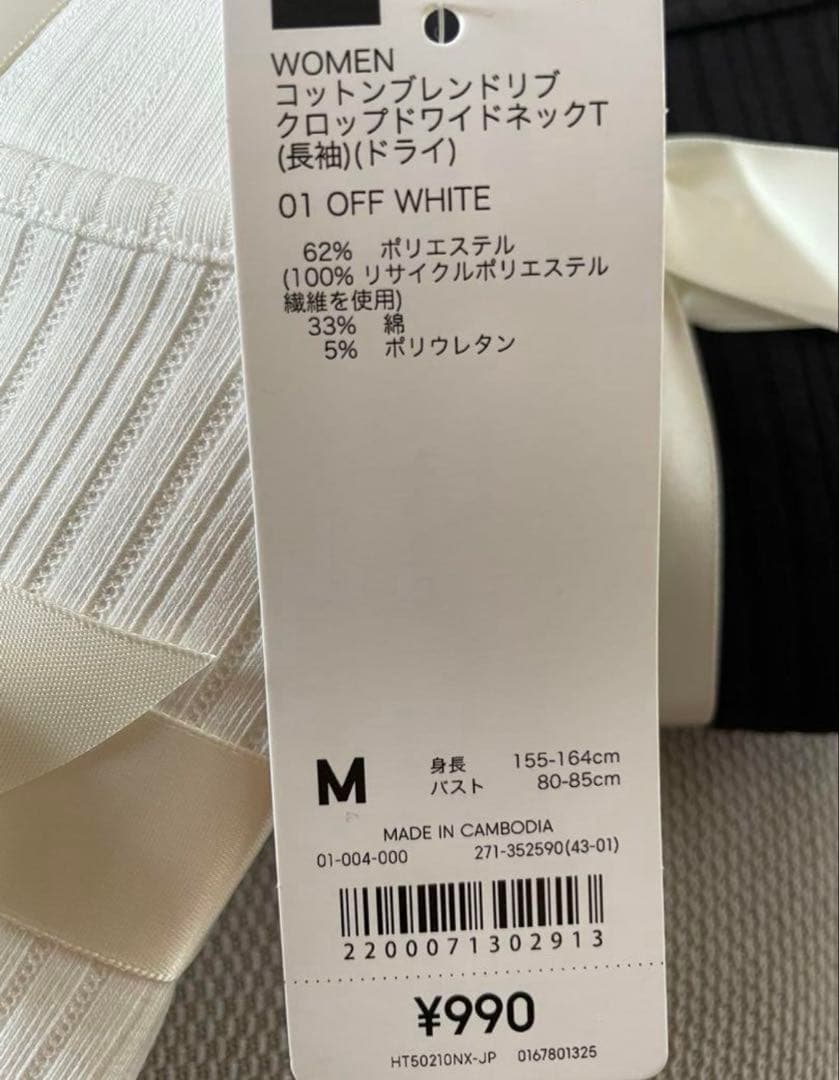 WOMEN
コットンブレンドリブ
クロップドワイドネックT
(長袖)(ドライ)
01 OFF WHITE
62% ポリエステル
(100% リサイクルポリエステル
繊維を使用)
33% 綿
5% ポリウレタン
M 身長 155-164cm
バスト 80-85cm
MADE IN CAMBODIA
01-004-000 271-352590(43-01)
2200071302913
¥990
HT50210NX-JP 0167801325